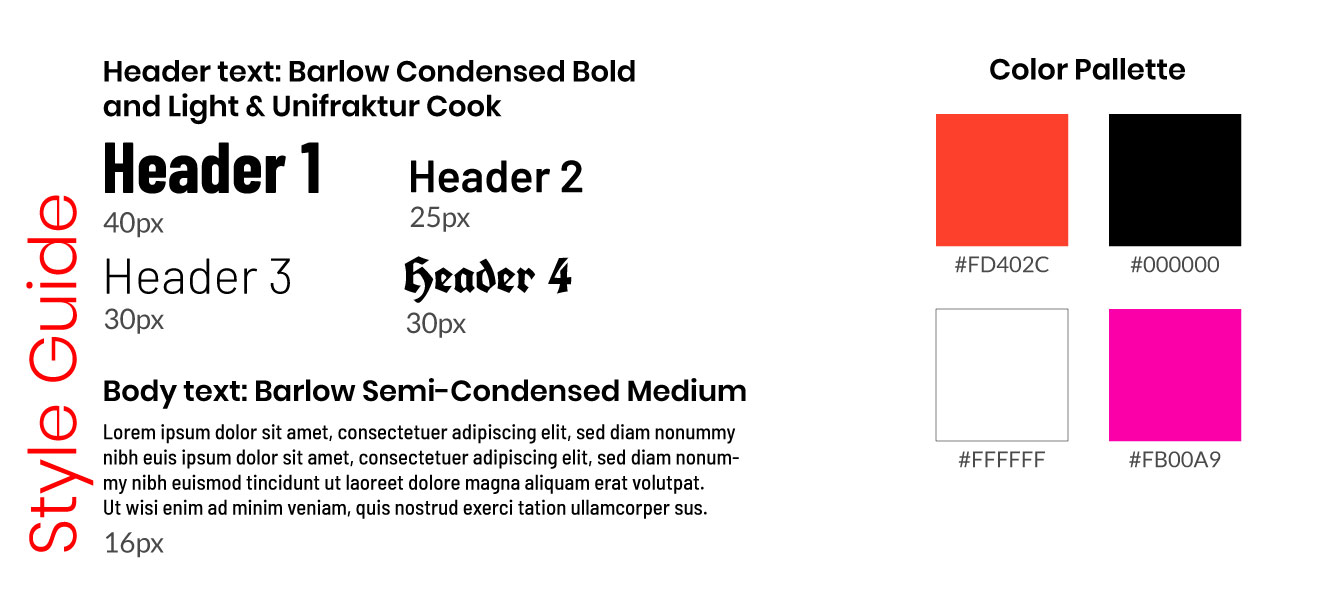 Style Guide
Header text: Barlow Condensed Bold
and Light & Unifraktur Cook
Header 1
40px
Header 2
25px
Header 3
30px
Header 4
30px
Body text: Barlow Semi-Condensed Medium
Lorem ipsum dolor sit amet, consectetuer adipiscing elit, sed diam nonummy
nibh euis ipsum dolor sit amet, consectetuer adipiscing elit, sed diam nonum-
my nibh euismod tincidunt ut laoreet dolore magna aliquam erat volutpat.
Ut wisi enim ad minim veniam, quis nostrud exerci tation ullamcorper sus.
16px
Color Pallette
#FD402C
#000000
#FFFFFF
#FB00A9